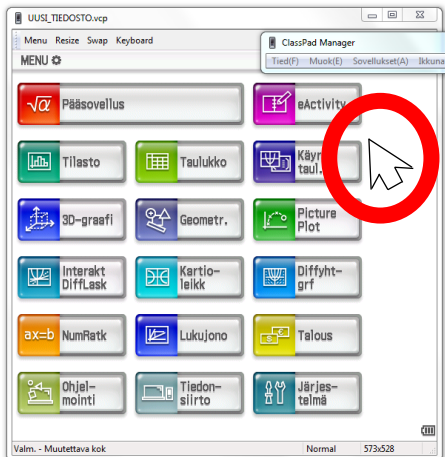 UUSI_TIEDOSTO.vcp
Menu Resize Swap Keyboard
ClassPad Manager
Tied(F) Muok(E) Sovellukset(A) Ikkuna
MENU
√α Pääsovellus
eActivity
Tilasto
Taulukko
taul.
3D-graafi
Geometr.
Picture
Plot
Interakt
DiffLask
Kartio-
leikk
Diffyht-
grf
ax=b NumRatk
Lukujono
Talous
Ohjel-
mointi
Tiedon-
siirto
Järjes-
telmä
Valm. - Muutettava kok
Normal
573x528